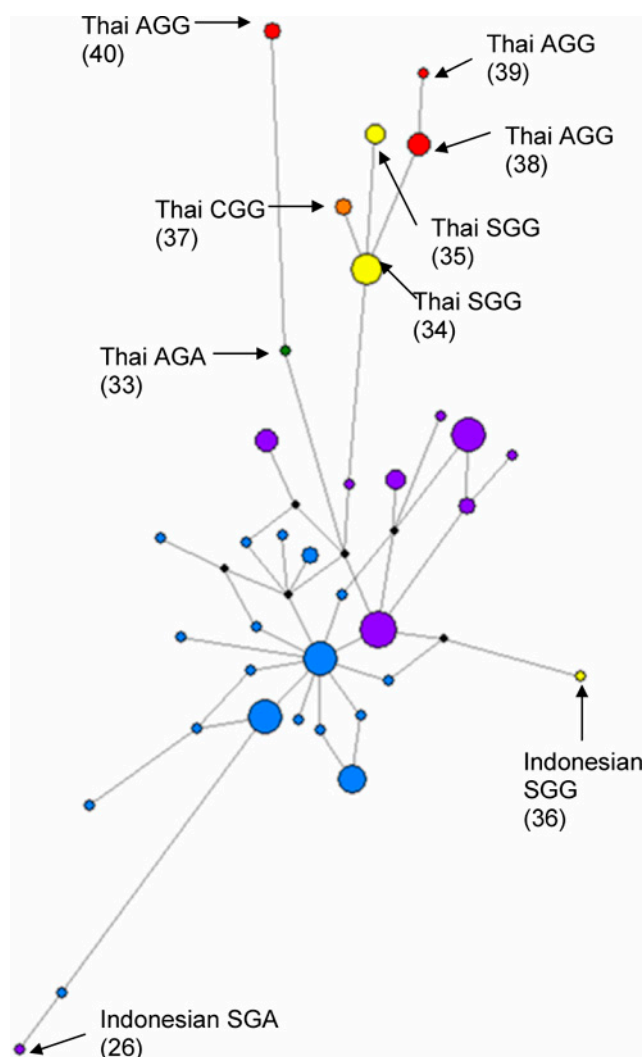 Thai AGG
(40)
Thai AGG
(39)
Thai AGG
(38)
Thai CGG
(37)
Thai SGG
(35)
Thai SGG
(34)
Thai AGA
(33)
Indonesian
SGG
(36)
Indonesian SGA
(26)